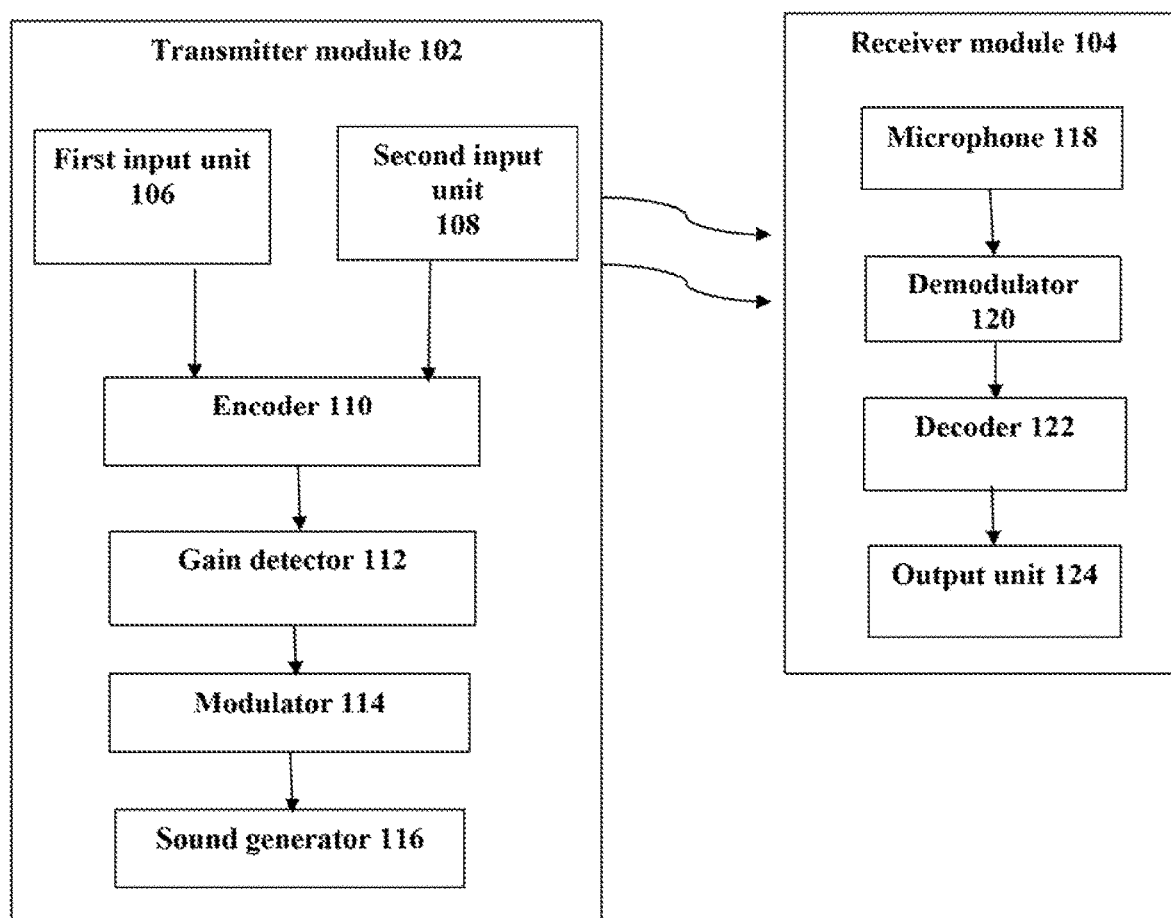 Transmitter module 102
First input unit
106
Second input
unit
108
Encoder 110
Gain detector 112
Modulator 114
Sound generator 116
Receiver module 104
Microphone 118
Demodulator
120
Decoder 122
Output unit 124